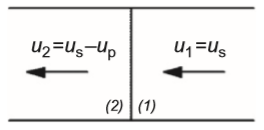 u₂=uₛ–uₚ
u₁=uₛ
(2) (1)